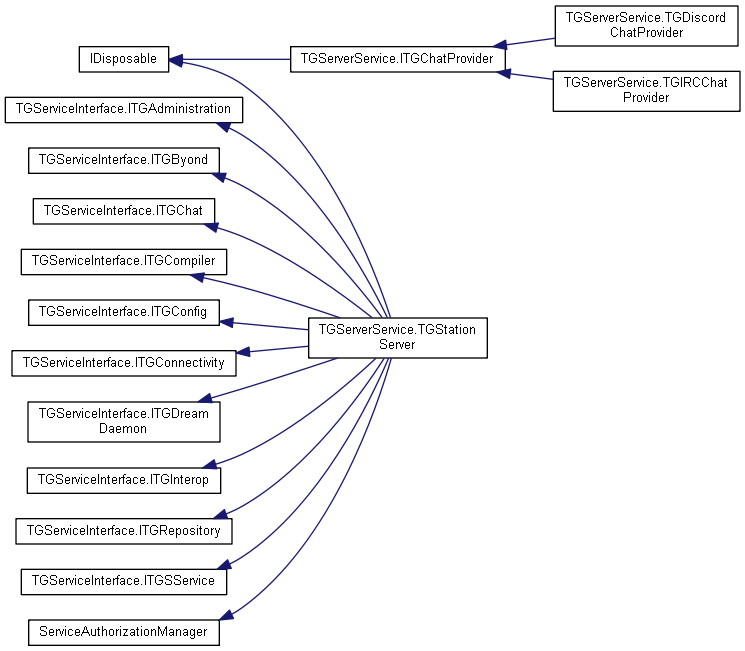 TGServerService.TGDiscord
ChatProvider
IDisposable
TGServerService.ITGChatProvider
TGServerService.TGIRCChat
Provider
TGServiceInterface.ITGAdministration
TGServiceInterface.ITGByond
TGServiceInterface.ITGChat
TGServiceInterface.ITGCompiler
TGServiceInterface.ITGConfig
TGServerService.TGStation
Server
TGServiceInterface.ITGConnectivity
TGServiceInterface.ITGDream
Daemon
TGServiceInterface.ITGInterop
TGServiceInterface.ITGRepository
TGServiceInterface.ITGSService
ServiceAuthorizationManager